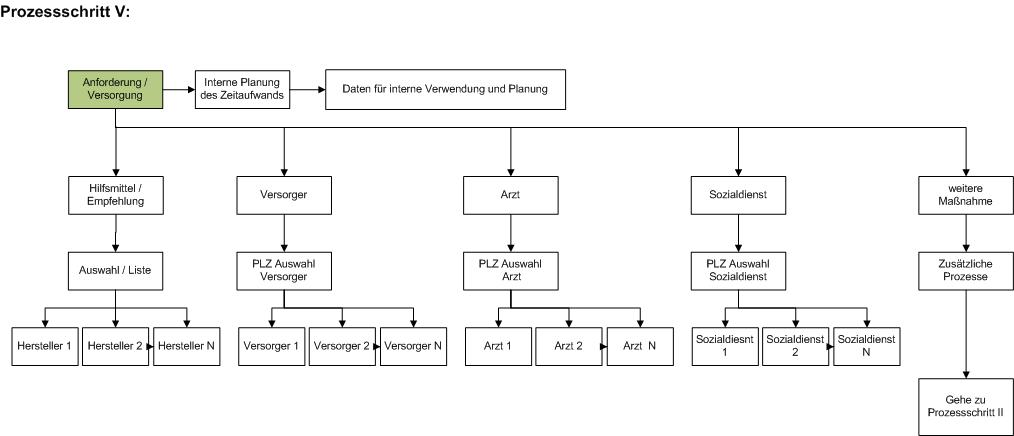 Prozessschritt V:
Anforderung /
Versorgung
Interne Planung
des Zeitaufwands
Daten für interne Verwendung und Planung
Hilfsmittel /
Empfehlung
Versorger
Arzt
Sozialdienst
weitere
Maßnahme
Auswahl / Liste
PLZ Auswahl
Versorger
PLZ Auswahl
Arzt
PLZ Auswahl
Sozialdienst
Zusätzliche
Prozesse
Hersteller 1
Hersteller 2
Hersteller N
Versorger 1
Versorger 2
Versorger N
Arzt 1
Arzt 2
Arzt N
Sozialdiesnt
1
Sozialdienst
2
Sozialdienst
N
Gehe zu
Prozessschritt II